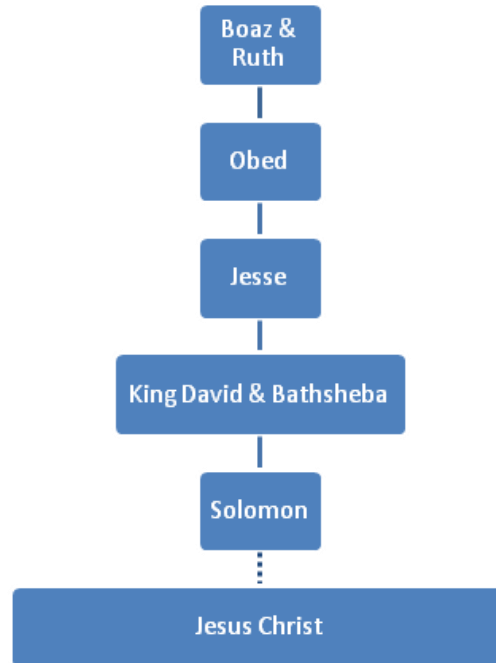 Boaz &
Ruth
Obed
Jesse
King David & Bathsheba
Solomon
Jesus Christ